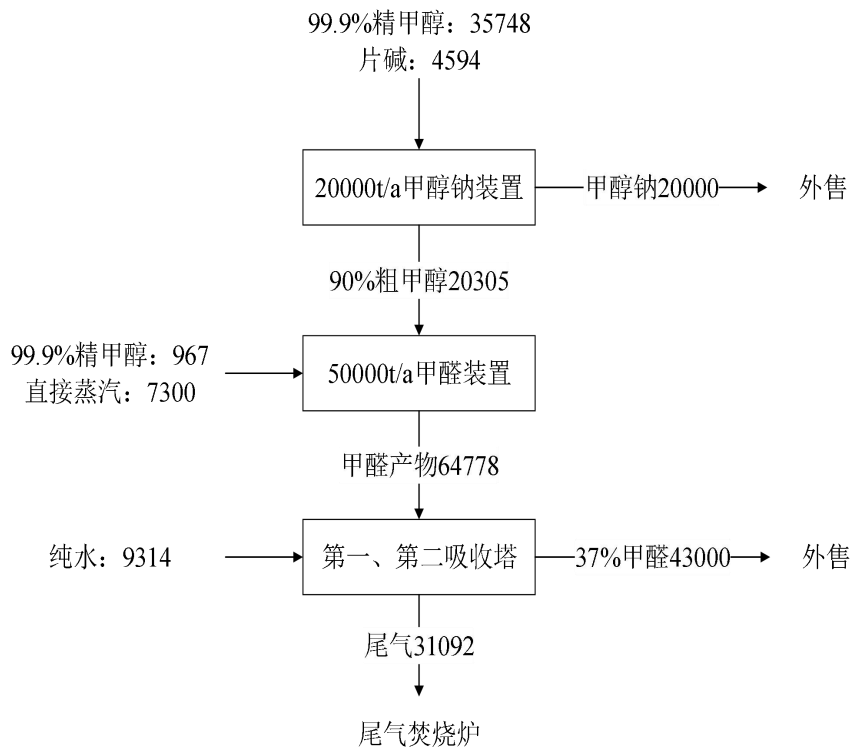 99.9%精甲醇：35748
片碱：4594
20000t/a甲醇钠装置
甲醇钠20000
外售
90%粗甲醇20305
99.9%精甲醇：967
直接蒸汽：7300
50000t/a甲醛装置
甲醛产物64778
纯水：9314
第一、第二吸收塔
37%甲醛43000
外售
尾气31092
尾气焚烧炉